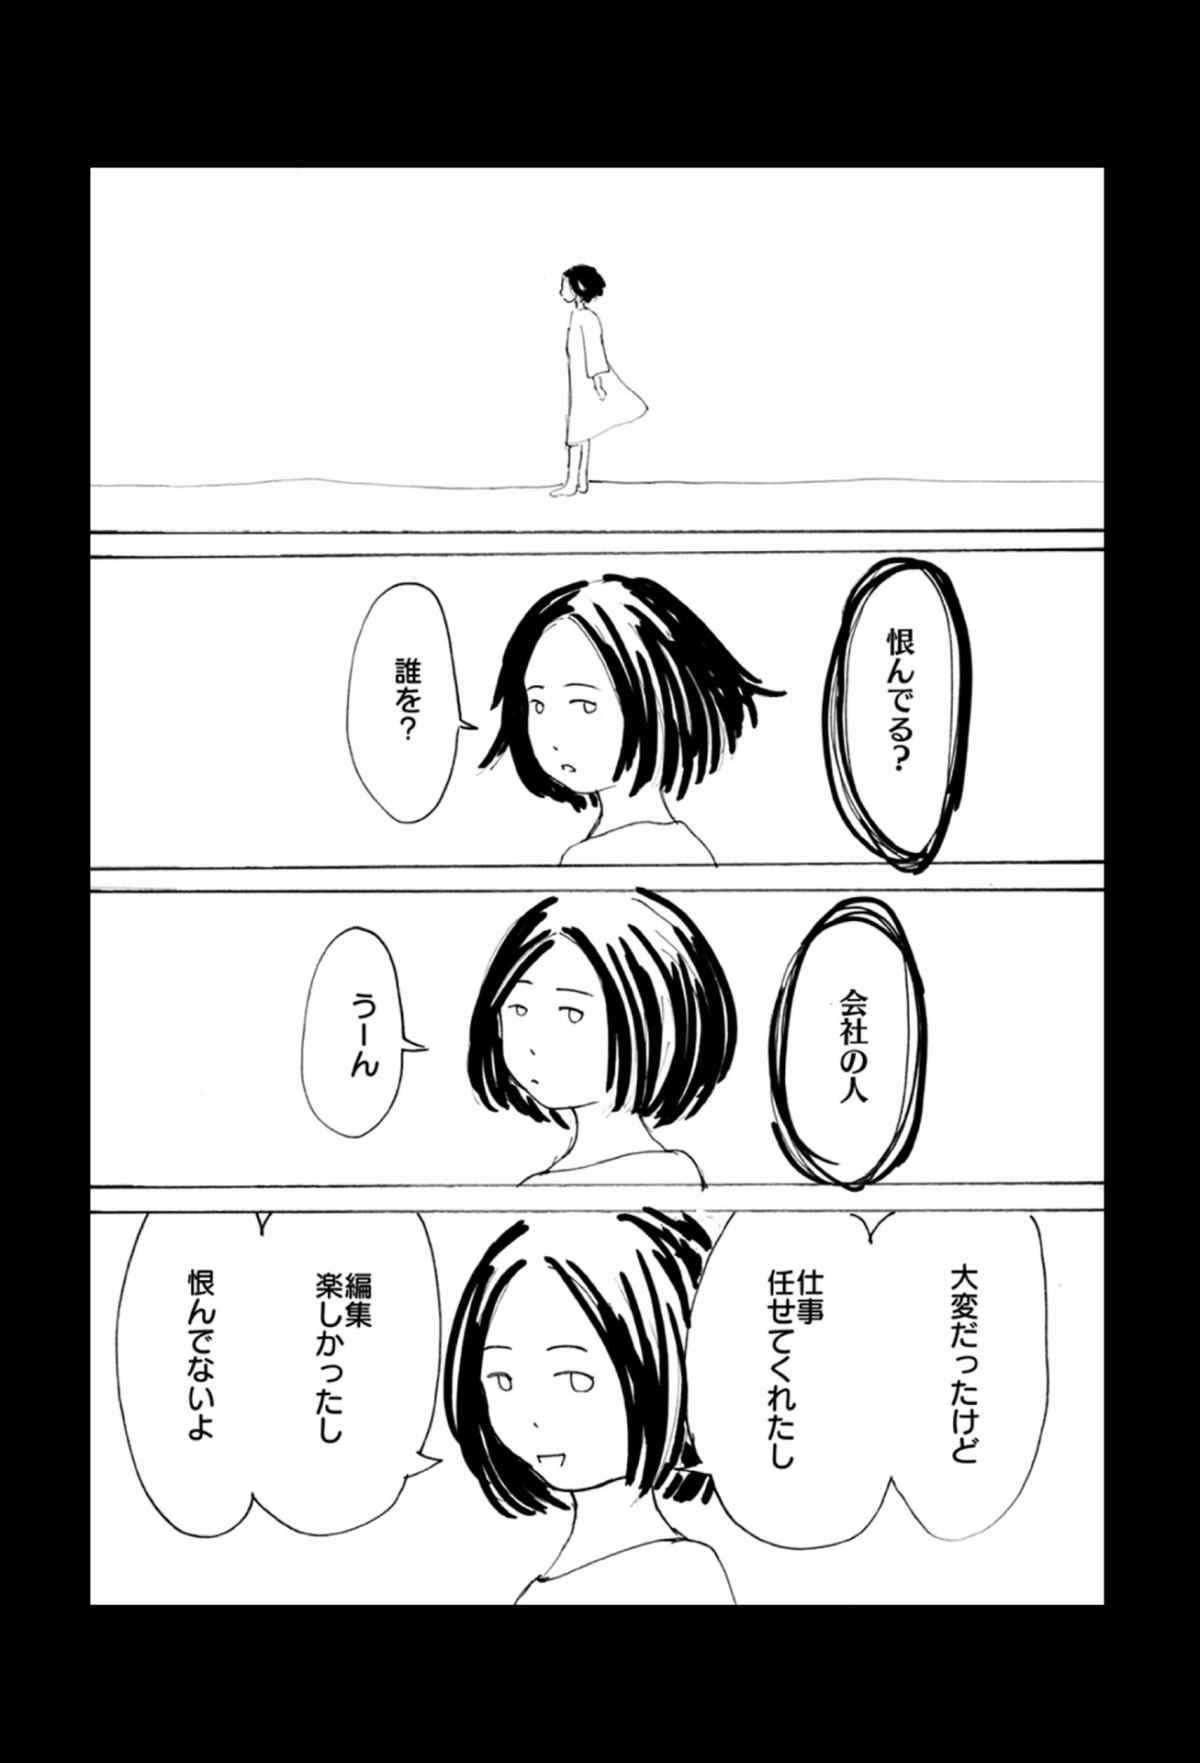 恨んでる?
誰を?
会社の人
うーん
大変だったけど
仕事
任せてくれたし
編集
楽しかったし
恨んでないよ